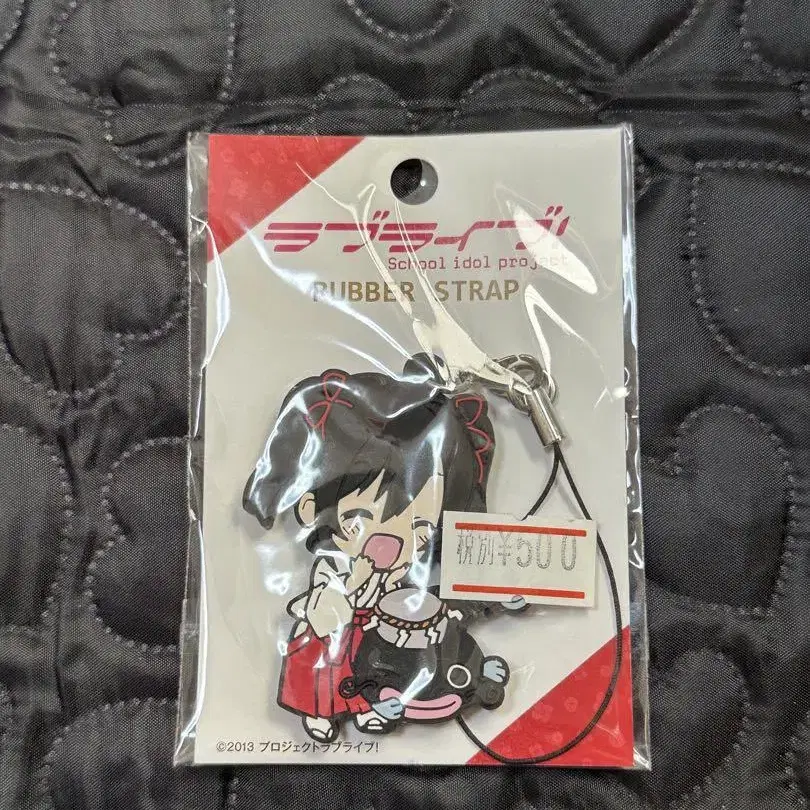 ラブライブ!
School idol project
RUBBER STRAP
税別¥500
©2013 プロジェクトラブライブ!